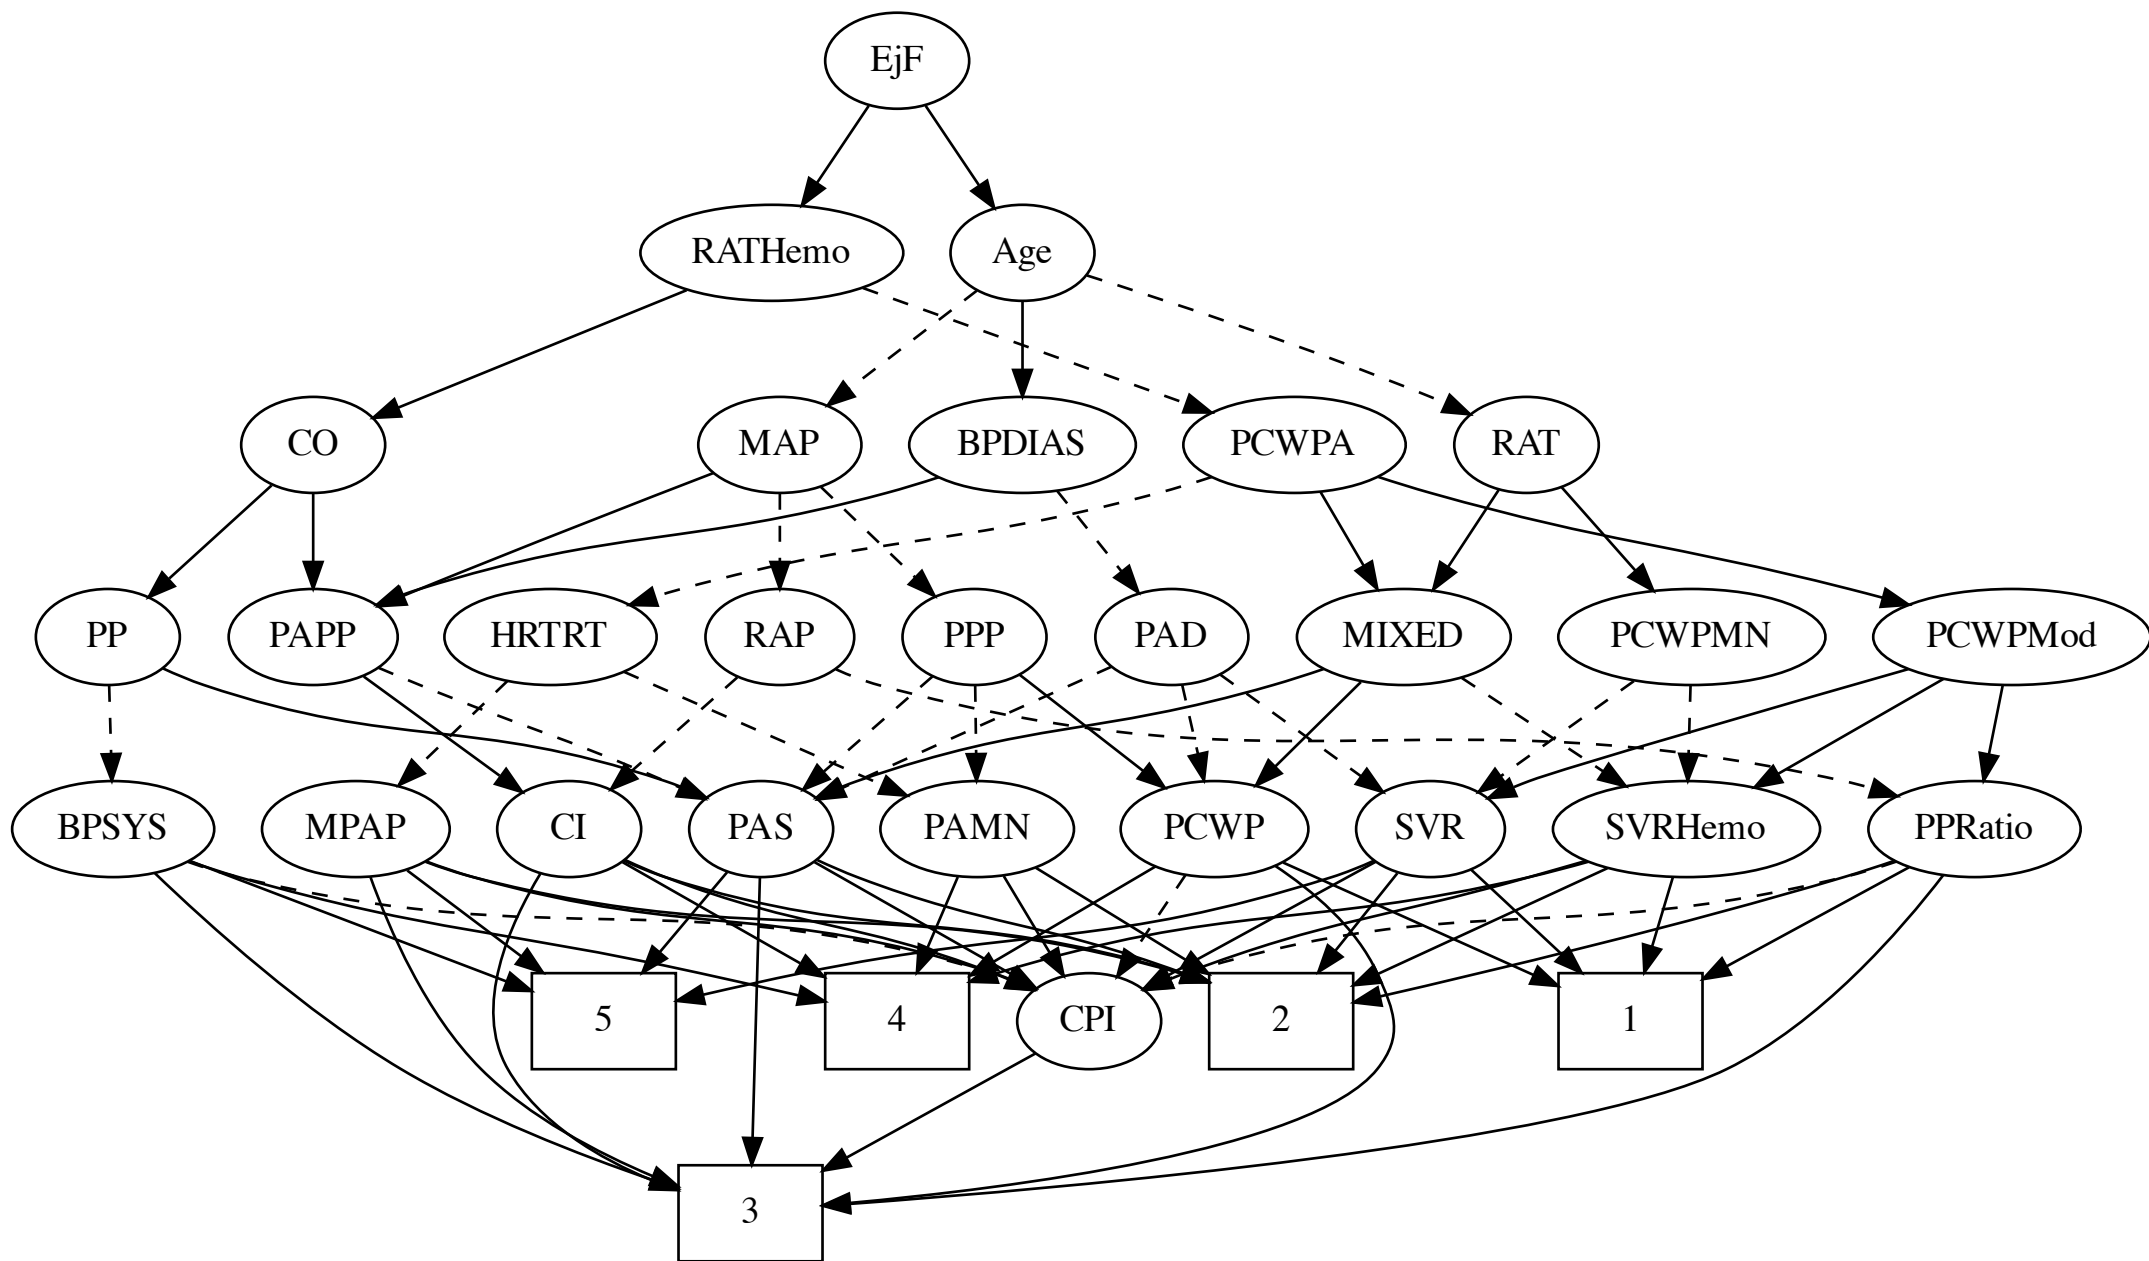 EjF
RATHemo
Age
CO
MAP
BPDIAS
PCWPA
RAT
PP
PAPP
HRTRT
RAP
PPP
PAD
MIXED
PCWPMN
PCWPMod
BPSYS
MPAP
CI
PAS
PAMN
PCWP
SVR
SVRHemo
PPRatio
5
4
CPI
2
1
3